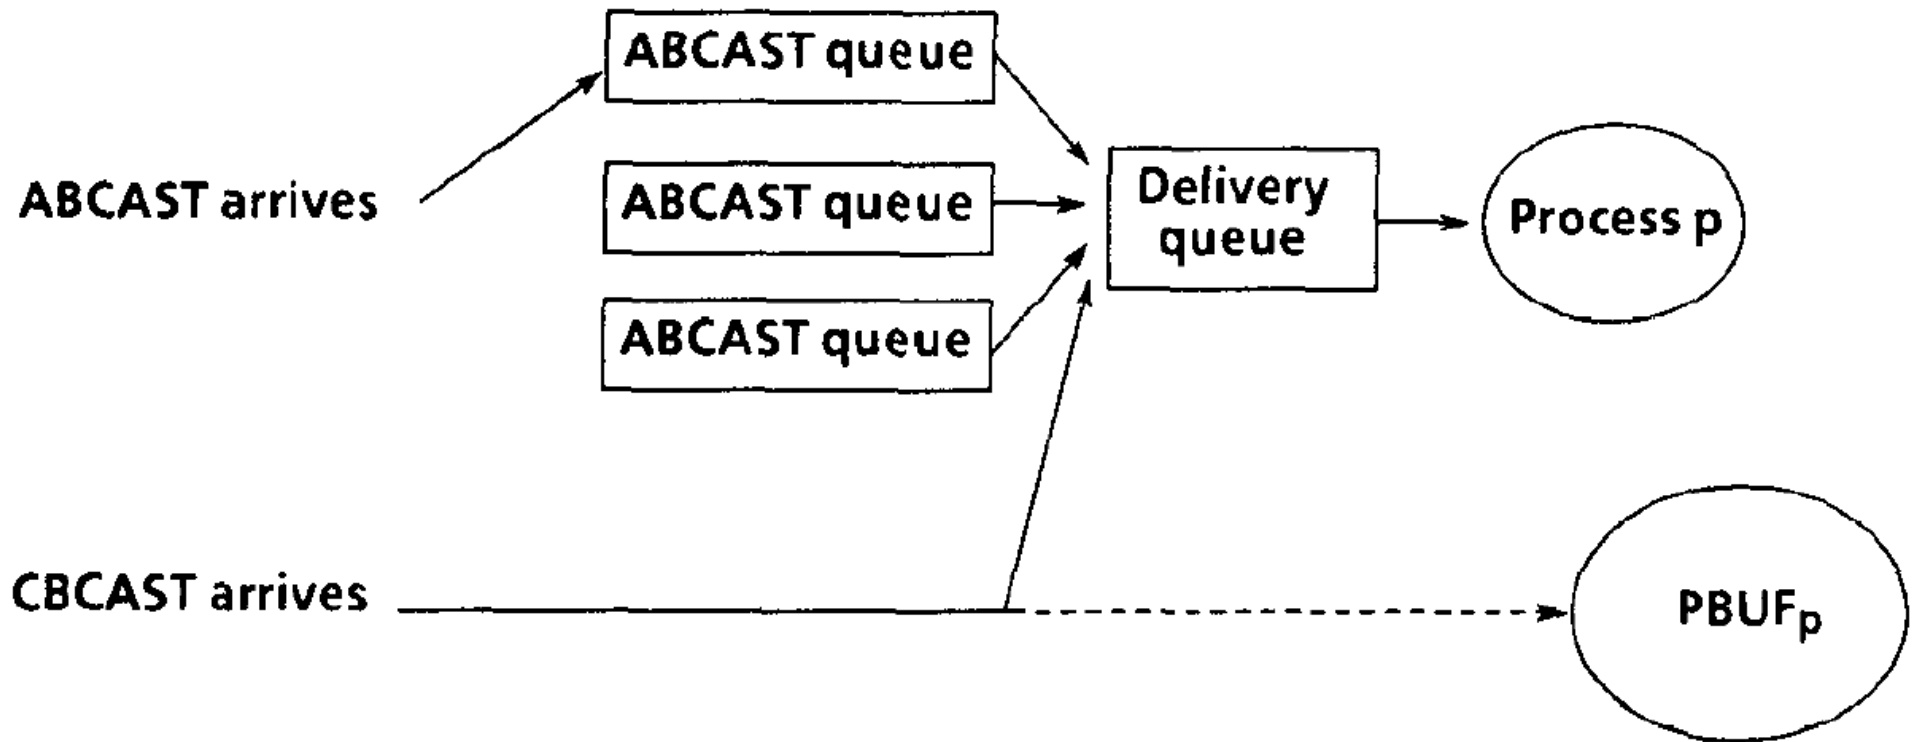 ABCAST queue
ABCAST arrives
ABCAST queue
Delivery
queue
Process p
ABCAST queue
CBCAST arrives
PBUFp